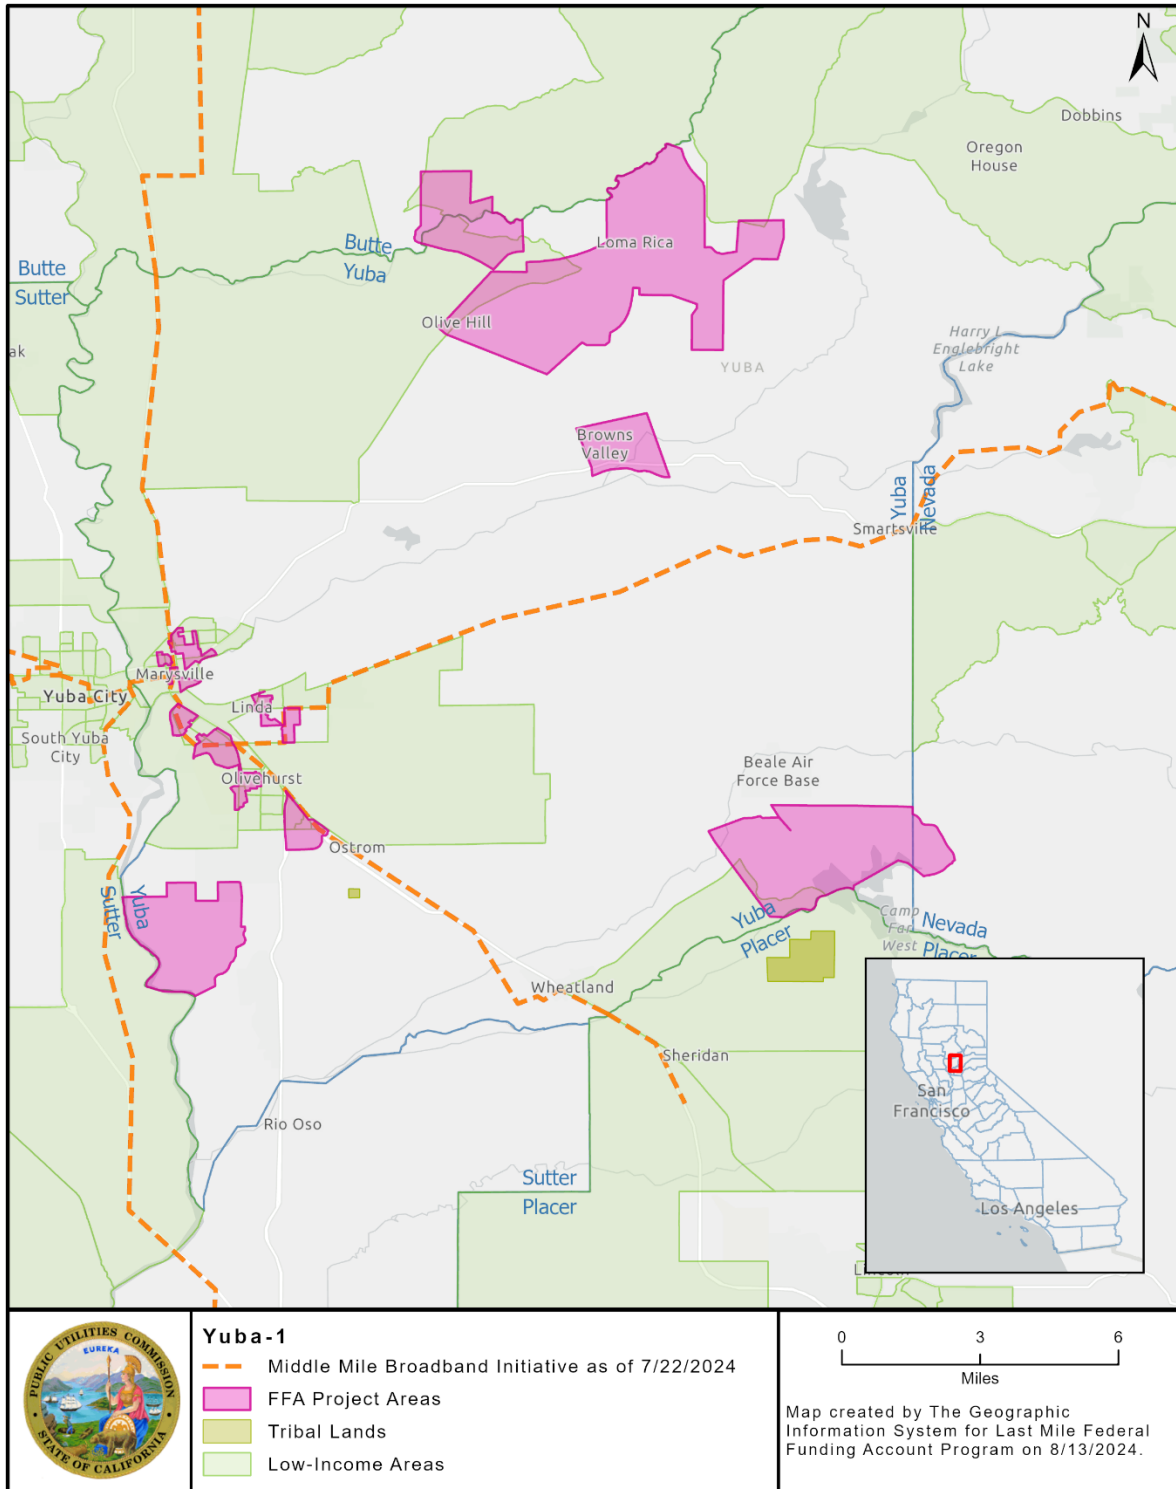 N
Dobbins
Oregon
House
Loma Rica
Butte
Yuba
Butte
Sutter
Olive Hill
Harry L
Englebright
Lake
ak
YUBA
Browns
Valley
Yuba
Nevada
Smartsville
Marysville
Yuba City
Linda
South Yuba
City
Beale Air
Force Base
Olivehurst
Ostrom
Yuba
Sutter
Yuba
Placer
Camp
Far
West
Nevada
Placer
Wheatland
Sheridan
Rio Oso
San
Francisco
Sutter
Placer
Los Angeles
PUBLIC UTILITIES COMMISSION
EUREKA
STATE OF CALIFORNIA
Yuba-1
Middle Mile Broadband Initiative as of 7/22/2024
FFA Project Areas
Tribal Lands
Low-Income Areas
0 3 6
Miles
Map created by The Geographic
Information System for Last Mile Federal
Funding Account Program on 8/13/2024.